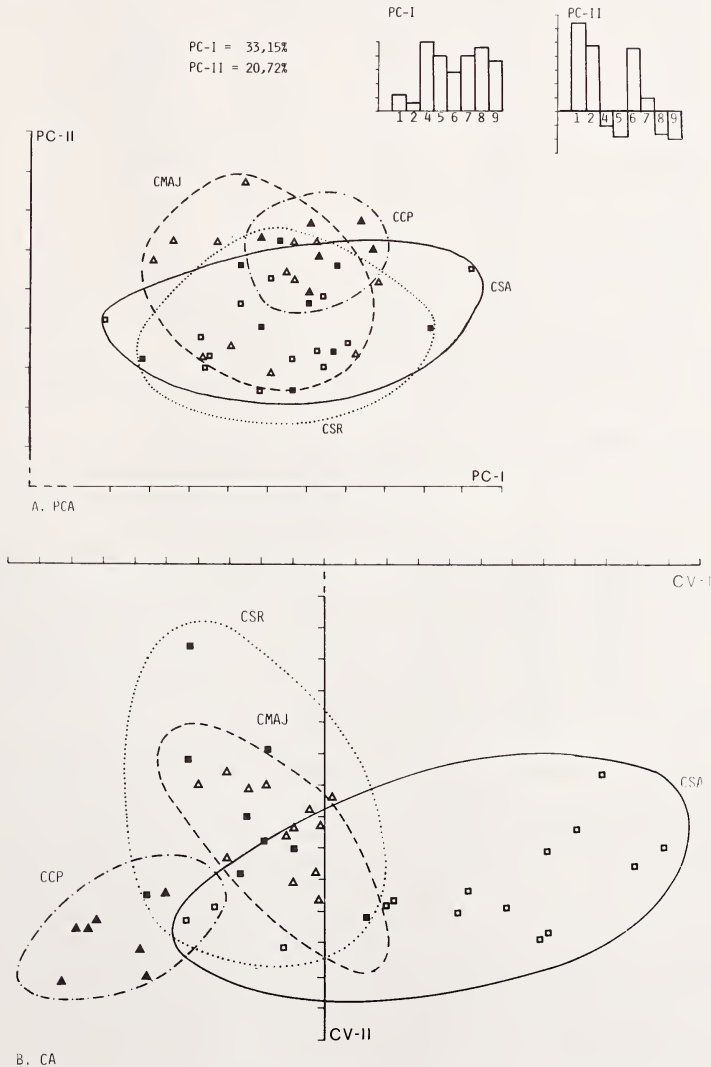 PC-I = 33,15%
PC-II = 20,72%
PC-I
1 2 4 5 6 7 8 9
PC-II
1 2 4 5 6 7 8 9
PC-II
CMAJ
CCP
CSA
CSR
PC-I
A. PCA
CV-I
CSR
CMAJ
CSA
CCP
CV-II
B. CA